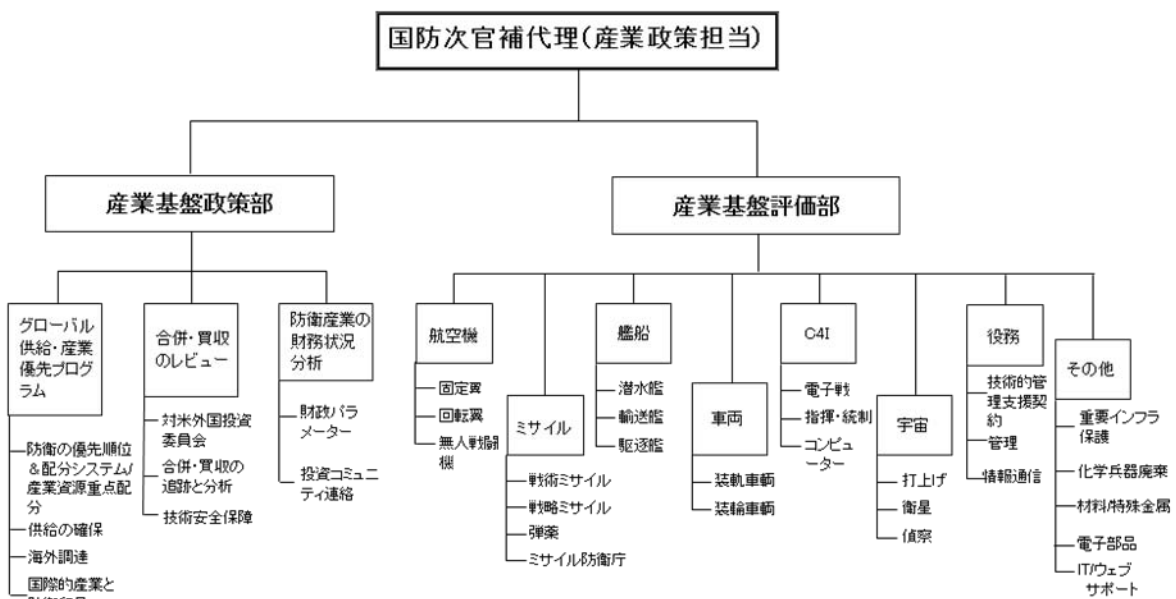 国防次官補代理(産業政策担当)
産業基盤政策部
産業基盤評価部
グローバル
供給・産業
優先プログ
ラム
防衛の優先順位
&配分システム/
産業資源重点配
分
供給の確保
海外調達
国際的産業と
合併・買収
のレビュー
対米外国投資
委員会
合併・買収の
追跡と分析
技術安全保障
防衛産業の
財務状況
分析
財政パラ
メーター
投資コミュニ
ティ連絡
航空機
固定翼
回転翼
無人戦闘
機
ミサイル
戦術ミサイル
戦略ミサイル
弾薬
ミサイル防衛庁
艦船
潜水艦
輸送艦
駆逐艦
車両
装軌車輌
装輪車輌
C4I
電子戦
指揮・統制
コンピュ
ーター
宇宙
打上げ
衛星
偵察
役務
技術的管
理支援契
約
管理
情報通信
その他
重要インフラ
保護
化学兵器廃棄
材料/特殊金属
電子部品
IT/ウェブ
サポート